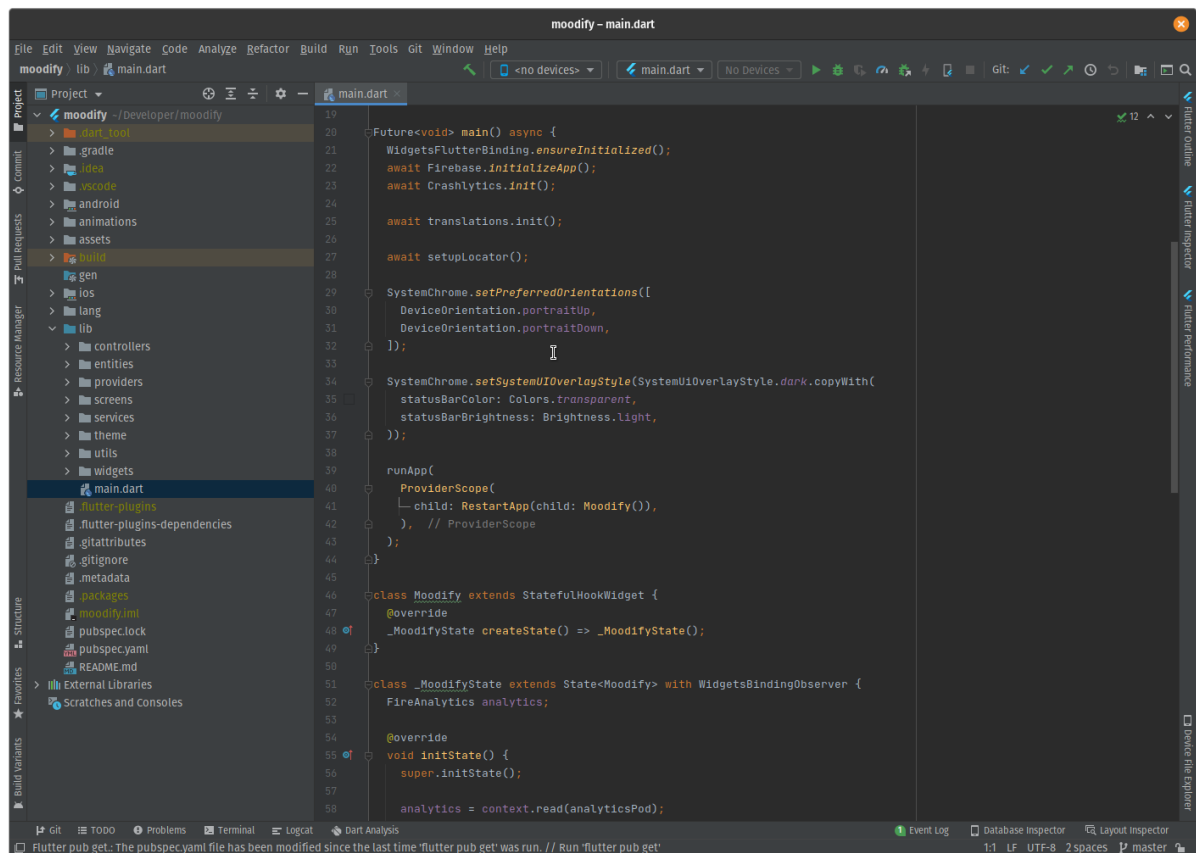 moodify – main.dart
File Edit View Navigate Code Analyze Refactor Build Run Tools Git Window Help
moodify lib main.dart <no devices> main.dart No Devices Git:
Project main.dart
moodify ~/Developer/moodify
.dart_tool
.gradle
.idea
.vscode
android
animations
assets
build
gen
ios
lang
lib
controllers
entities
providers
screens
services
theme
utils
widgets
main.dart
.flutter-plugins
.flutter-plugins-dependencies
.gitattributes
.gitignore
.metadata
.packages
moodify.iml
pubspec.lock
pubspec.yaml
README.md
External Libraries
Scratches and Consoles
Project
Commit
Pull Requests
Resource Manager
Structure
Favorites
Build Variants
12
19
20 Future<void> main() async {
21 WidgetsFlutterBinding.ensureInitialized();
22 await Firebase.initializeApp();
23 await Crashlytics.init();
24
25 await translations.init();
26
27 await setupLocator();
28
29 SystemChrome.setPreferredOrientations([
30 DeviceOrientation.portraitUp,
31 DeviceOrientation.portraitDown,
32 ]);
33
34 SystemChrome.setSystemUIOverlayStyle(SystemUiOverlayStyle.dark.copyWith(
35 statusBarColor: Colors.transparent,
36 statusBarBrightness: Brightness.light,
37 ));
38
39 runApp(
40 ProviderScope(
41 child: RestartApp(child: Moodify()),
42 ), // ProviderScope
43 );
44 }
45
46 class Moodify extends StatefulHookWidget {
47 @override
48 _ModifyState createState() => _ModifyState();
49 }
50
51 class _ModifyState extends State<Moodify> with WidgetsBindingObserver {
52 FireAnalytics analytics;
53
54 @override
55 void initState() {
56 super.initState();
57
58 analytics = context.read(analyticsPod);
Flutter Outline
Flutter Inspector
Flutter Performance
Device File Explorer
Git TODO Problems Terminal Logcat Dart Analysis 1 Event Log Database Inspector Layout Inspector
Flutter pub get.: The pubspec.yaml file has been modified since the last time 'flutter pub get' was run. // Run 'flutter pub get' 1:1 LF UTF-8 2 spaces master